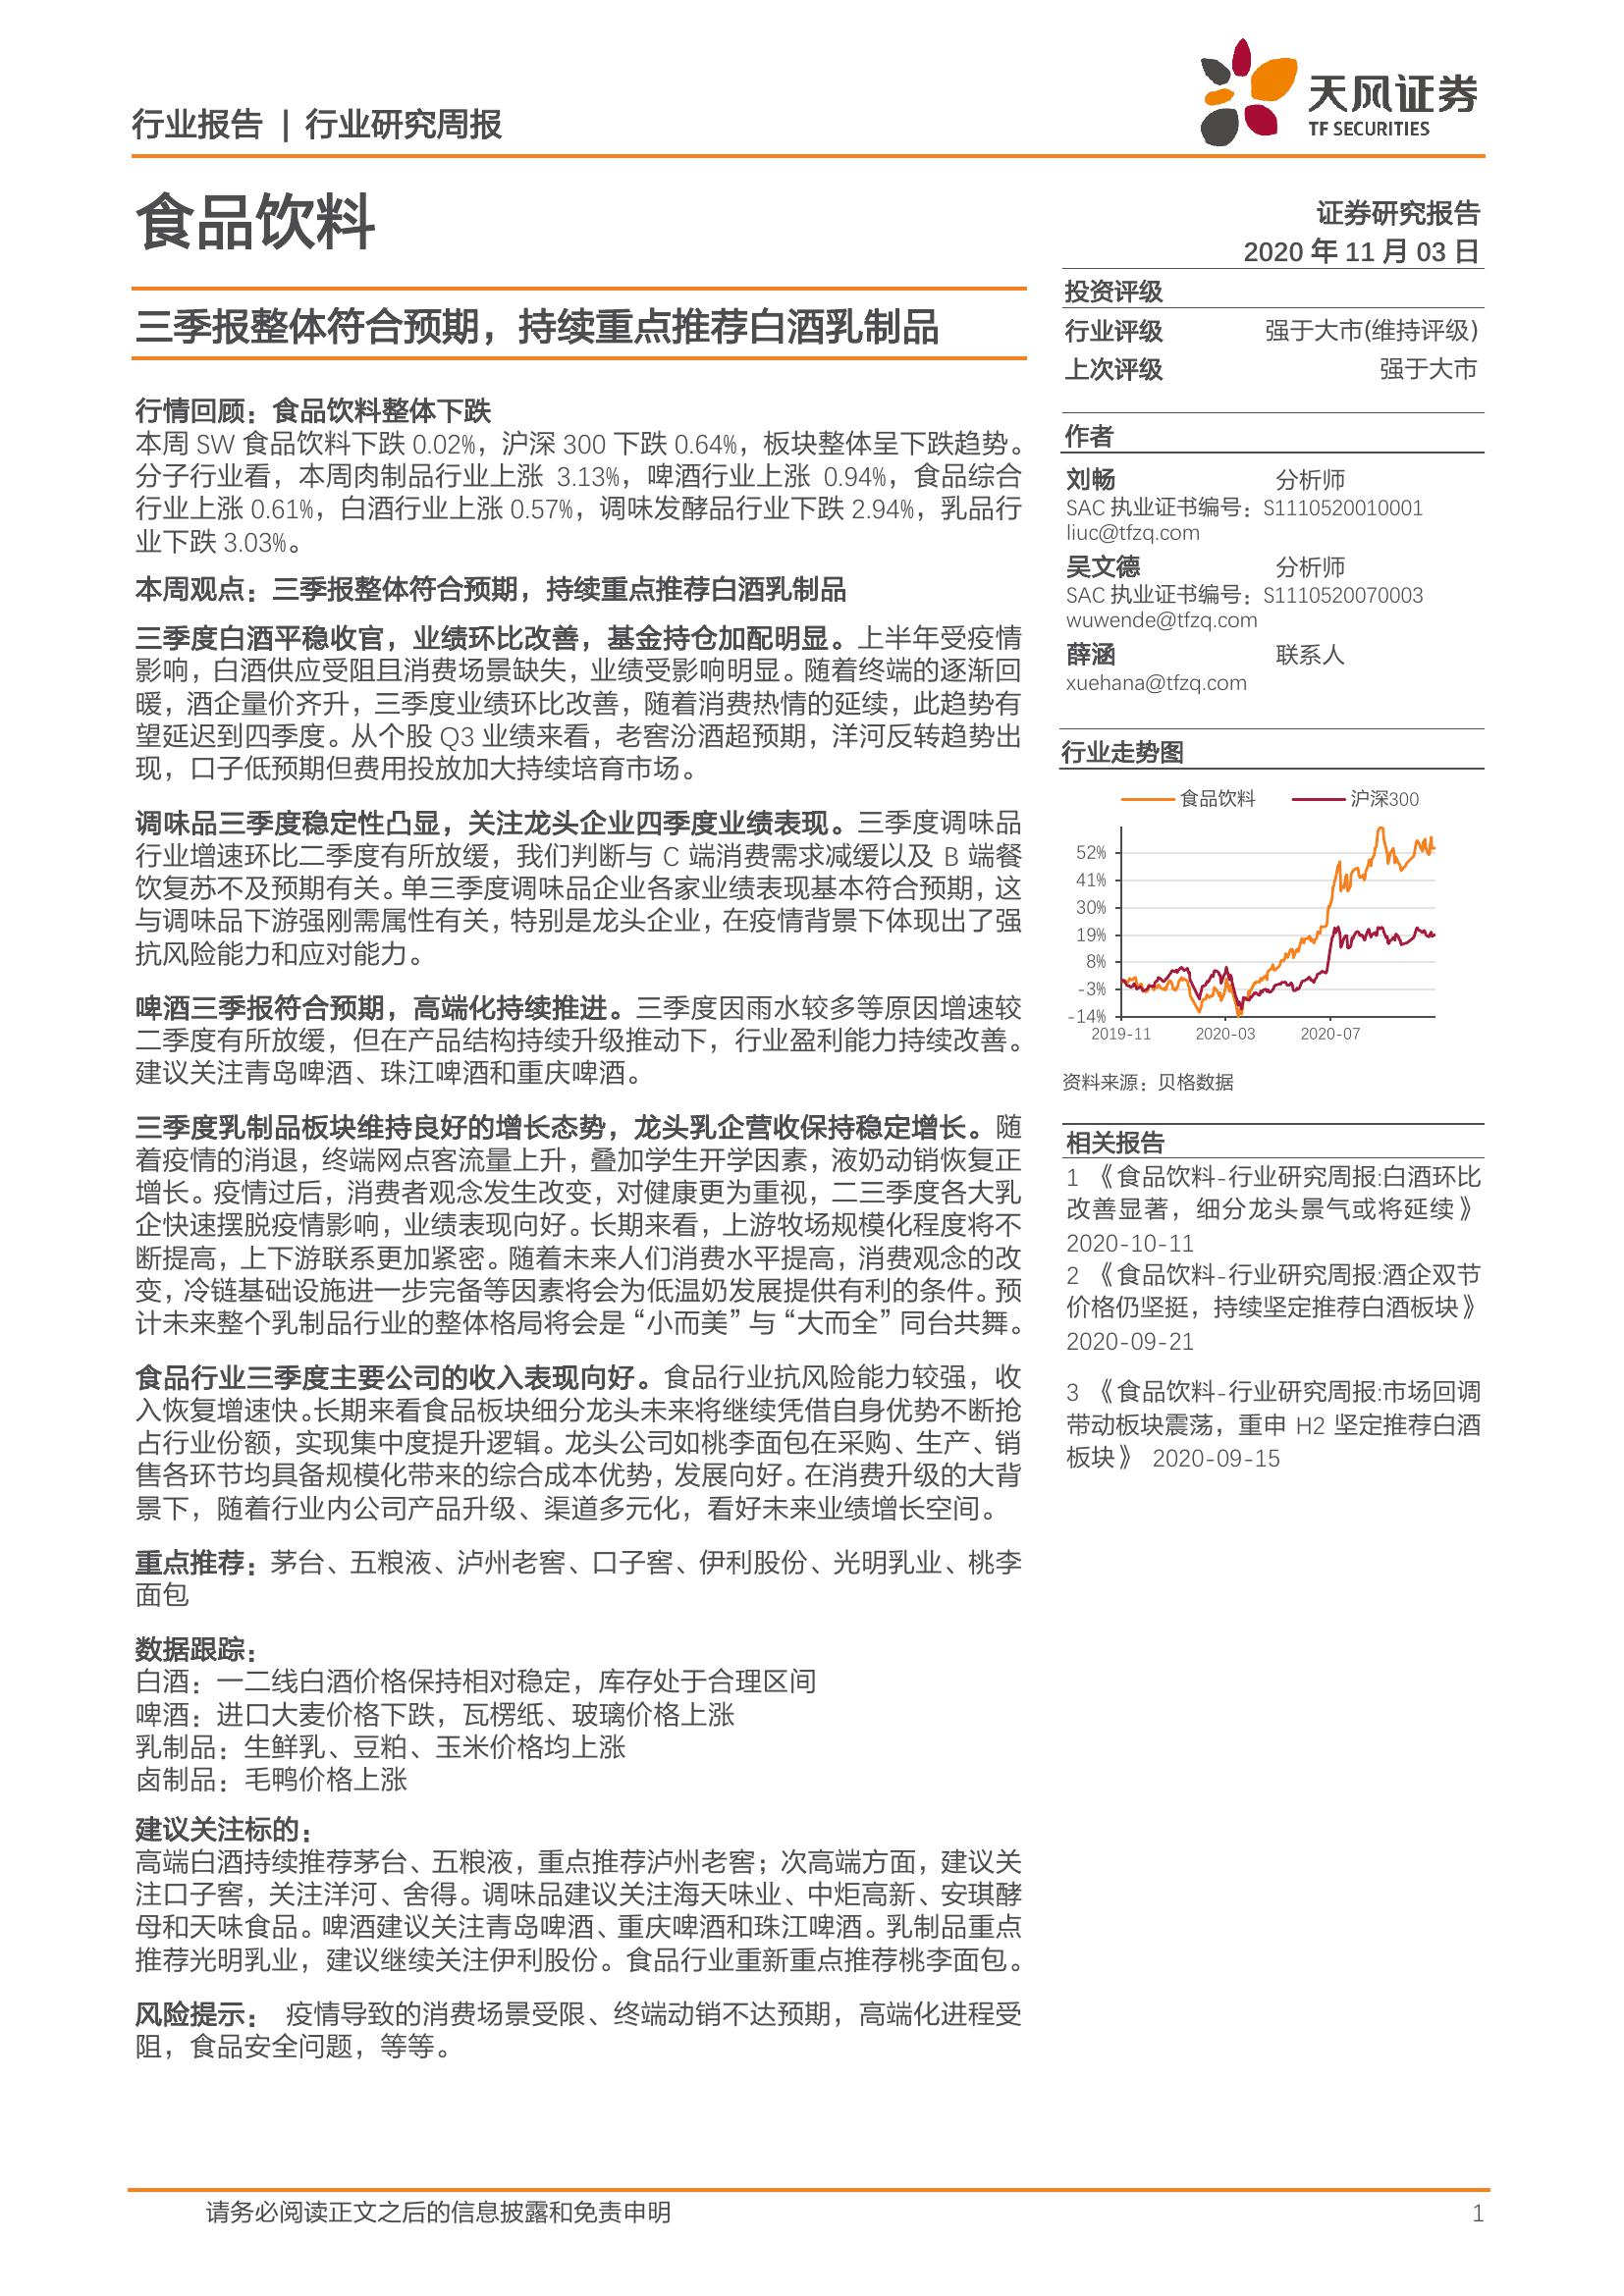 行业报告 | 行业研究周报
天风证券
TF SECURITIES
食品饮料
证券研究报告
2020 年 11 月 03 日
三季报整体符合预期，持续重点推荐白酒乳制品
行情回顾：食品饮料整体下跌
本周 SW 食品饮料下跌 0.02%，沪深 300 下跌 0.64%，板块整体呈下跌趋势。
分子行业看，本周肉制品行业上涨 3.13%，啤酒行业上涨 0.94%，食品综合
行业上涨 0.61%，白酒行业上涨 0.57%，调味发酵品行业下跌 2.94%，乳品行
业下跌 3.03%。
本周观点：三季报整体符合预期，持续重点推荐白酒乳制品
三季度白酒平稳收官，业绩环比改善，基金持仓加配明显。上半年受疫情
影响，白酒供应受阻且消费场景缺失，业绩受影响明显。随着终端的逐渐回
暖，酒企量价齐升，三季度业绩环比改善，随着消费热情的延续，此趋势有
望延迟到四季度。从个股 Q3 业绩来看，老窖汾酒超预期，洋河反转趋势出
现，口子低预期但费用投放加大持续培育市场。
调味品三季度稳定性凸显，关注龙头企业四季度业绩表现。三季度调味品
行业增速环比二季度有所放缓，我们判断与 C 端消费需求减缓以及 B 端餐
饮复苏不及预期有关。单三季度调味品企业各家业绩表现基本符合预期，这
与调味品下游强刚需属性有关，特别是龙头企业，在疫情背景下体现出了强
抗风险能力和应对能力。
啤酒三季报符合预期，高端化持续推进。三季度因雨水较多等原因增速较
二季度有所放缓，但在产品结构持续升级推动下，行业盈利能力持续改善。
建议关注青岛啤酒、珠江啤酒和重庆啤酒。
三季度乳制品板块维持良好的增长态势，龙头乳企营收保持稳定增长。随
着疫情的消退，终端网点客流量上升，叠加学生开学因素，液奶动销恢复正
增长。疫情过后，消费者观念发生改变，对健康更为重视，二三季度各大乳
企快速摆脱疫情影响，业绩表现向好。长期来看，上游牧场规模化程度将不
断提高，上下游联系更加紧密。随着未来人们消费水平提高，消费观念的改
变，冷链基础设施进一步完备等因素将会为低温奶发展提供有利的条件。预
计未来整个乳制品行业的整体格局将会是“小而美”与“大而全”同台共舞。
食品行业三季度主要公司的收入表现向好。食品行业抗风险能力较强，收
入恢复增速快。长期来看食品板块细分龙头未来将继续凭借自身优势不断抢
占行业份额，实现集中度提升逻辑。龙头公司如桃李面包在采购、生产、销
售各环节均具备规模化带来的综合成本优势，发展向好。在消费升级的大背
景下，随着行业内公司产品升级、渠道多元化，看好未来业绩增长空间。
重点推荐：茅台、五粮液、泸州老窖、口子窖、伊利股份、光明乳业、桃李
面包
数据跟踪：
白酒：一二线白酒价格保持相对稳定，库存处于合理区间
啤酒：进口大麦价格下跌，瓦楞纸、玻璃价格上涨
乳制品：生鲜乳、豆粕、玉米价格均上涨
卤制品：毛鸭价格上涨
建议关注标的：
高端白酒持续推荐茅台、五粮液，重点推荐泸州老窖；次高端方面，建议关
注口子窖，关注洋河、舍得。调味品建议关注海天味业、中炬高新、安琪酵
母和天味食品。啤酒建议关注青岛啤酒、重庆啤酒和珠江啤酒。乳制品重点
推荐光明乳业，建议继续关注伊利股份。食品行业重新重点推荐桃李面包。
风险提示： 疫情导致的消费场景受限、终端动销不达预期，高端化进程受
阻，食品安全问题，等等。
投资评级
行业评级 强于大市(维持评级)
上次评级 强于大市
作者
刘畅 分析师
SAC 执业证书编号：S1110520010001
liuc@tfzq.com
吴文德 分析师
SAC 执业证书编号：S1110520070003
wuwende@tfzq.com
薛涵 联系人
xuehana@tfzq.com
行业走势图
食品饮料 沪深300
52%
41%
30%
19%
8%
-3%
-14%
2019-11 2020-03 2020-07
资料来源：贝格数据
相关报告
1 《食品饮料-行业研究周报:白酒环比
改善显著，细分龙头景气或将延续》
2020-10-11
2 《食品饮料-行业研究周报:酒企双节
价格仍坚挺，持续坚定推荐白酒板块》
2020-09-21
3 《食品饮料-行业研究周报:市场回调
带动板块震荡，重申 H2 坚定推荐白酒
板块》 2020-09-15
请务必阅读正文之后的信息披露和免责申明 1